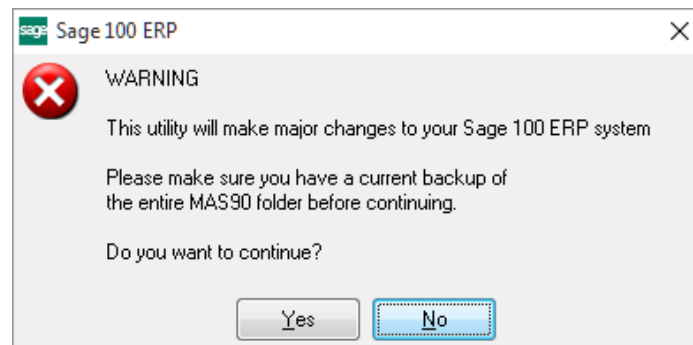 sage Sage 100 ERP
WARNING
This utility will make major changes to your Sage 100 ERP system
Please make sure you have a current backup of
the entire MAS90 folder before continuing.
Do you want to continue?
Yes No